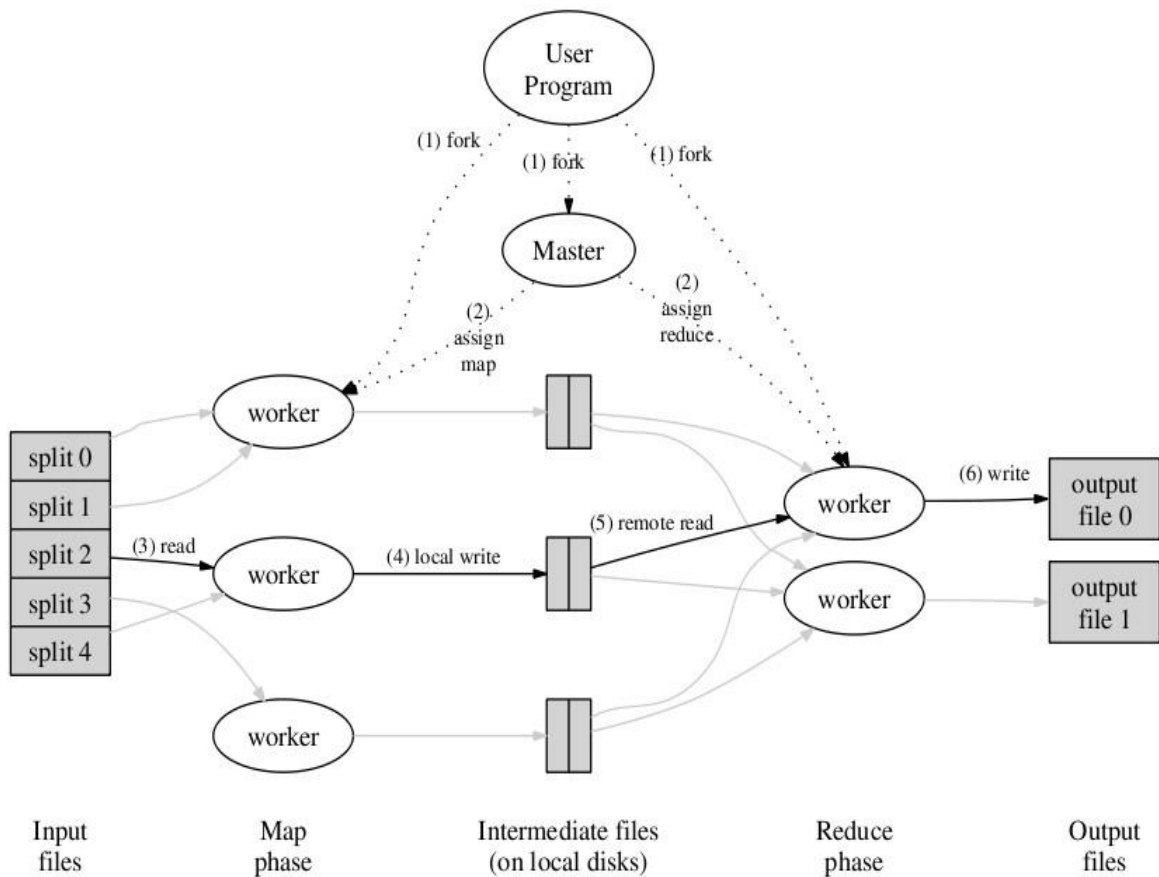 User
Program
(1) fork
(1) fork
(1) fork
Master
(2)
assign
map
(2)
assign
reduce
worker
split 0
split 1
split 2
split 3
split 4
(3) read
worker
(4) local write
(5) remote read
worker
(6) write
output
file 0
worker
output
file 1
worker
Input
files
Map
phase
Intermediate files
(on local disks)
Reduce
phase
Output
files